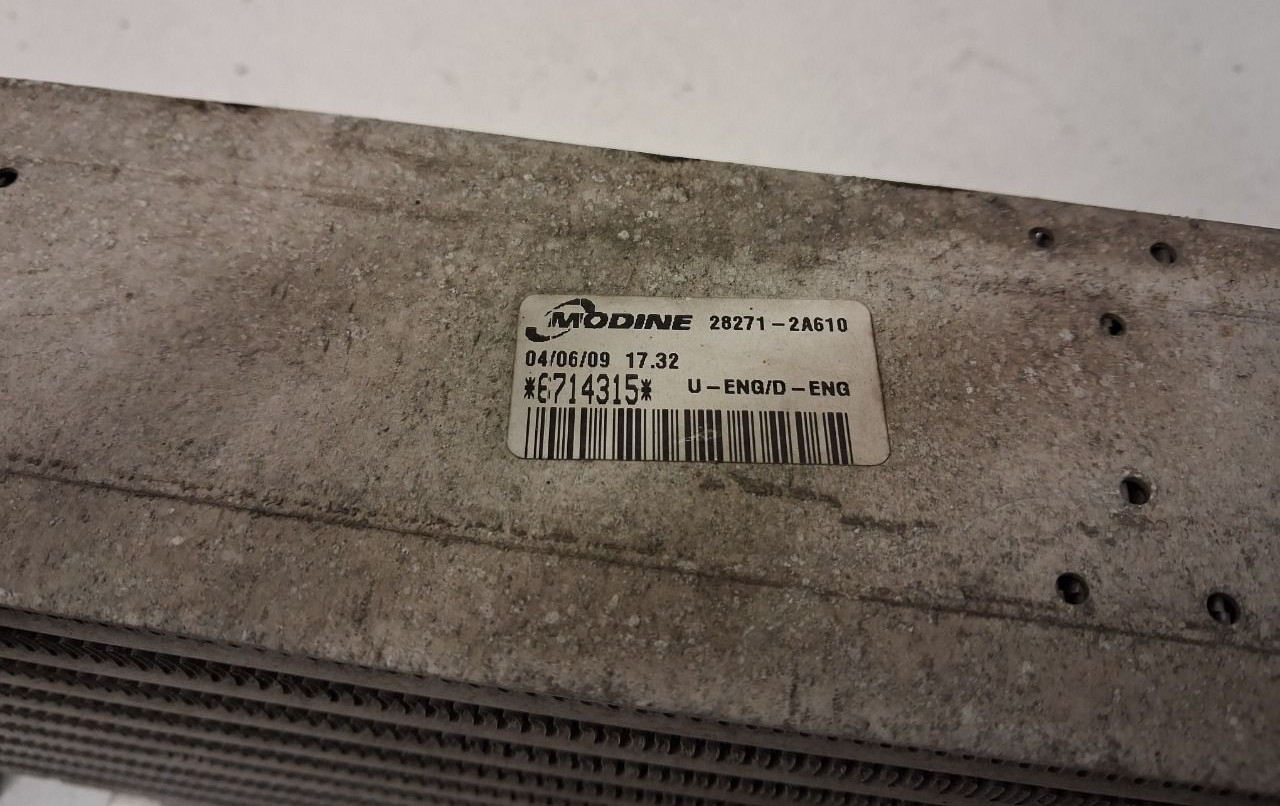 MODINE 28271-2A610
04/06/09 17.32
*6714315* U-ENG/D-ENG